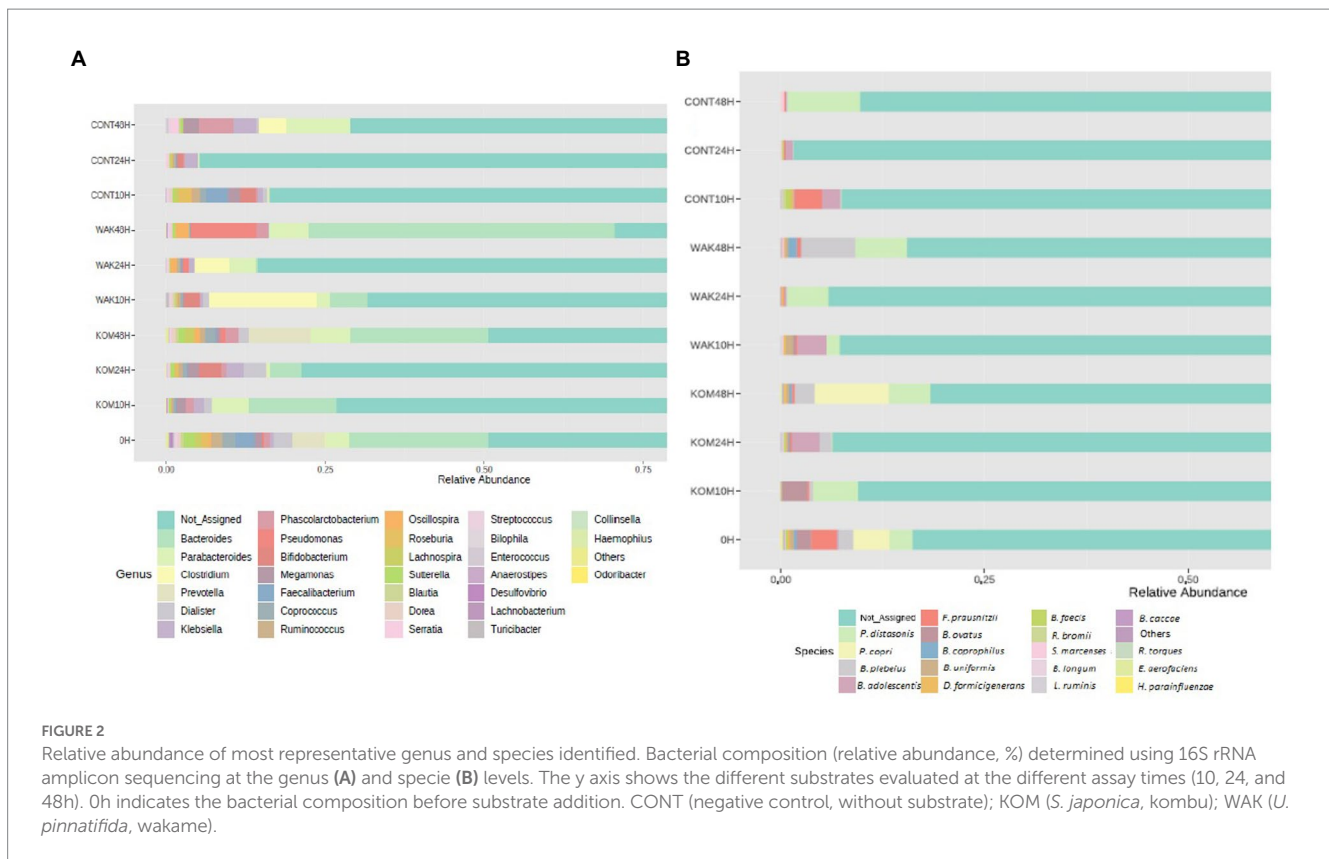 A
CONT48H
CONT24H
CONT10H
WAK48H
WAK24H
WAK10H
KOM48H
KOM24H
KOM10H
0H
0.00
0.25
0.50
0.75
Relative Abundance
Genus
Not_Assigned
Bacteroides
Parabacteroides
Clostridium
Prevotella
Dialister
Klebsiella
Phascolarctobacterium
Pseudomonas
Bifidobacterium
Megamonas
Faecalibacterium
Coprococcus
Ruminococcus
Oscillospira
Roseburia
Lachnospira
Sutterella
Blautia
Dorea
Serratia
Streptococcus
Bilophila
Enterococcus
Anaerostipes
Desulfovibrio
Lachnobacterium
Turicibacter
Collinsella
Haemophilus
Others
Odoribacter
B
CONT48H
CONT24H
CONT10H
WAK48H
WAK24H
WAK10H
KOM48H
KOM24H
KOM10H
0H
0.00
0.25
0.50
Relative Abundance
Species
Not_Assigned
P. distasonis
P. copri
B. plebeius
B. adolescentis
F. prausnitzii
B. ovatus
B. coprophilus
B. uniformis
D. formicigenerans
B. faecis
R. bromii
S. marcenses
B. longum
L. ruminis
B. caccae
Others
R. torques
E. aerofaciens
H. parainfluenzae
FIGURE 2
Relative abundance of most representative genus and species identified. Bacterial composition (relative abundance, %) determined using 16S rRNA
amplicon sequencing at the genus (A) and specie (B) levels. The y axis shows the different substrates evaluated at the different assay times (10, 24, and
48h). 0h indicates the bacterial composition before substrate addition. CONT (negative control, without substrate); KOM (S. japonica, kombu); WAK (U.
pinnatifida, wakame).